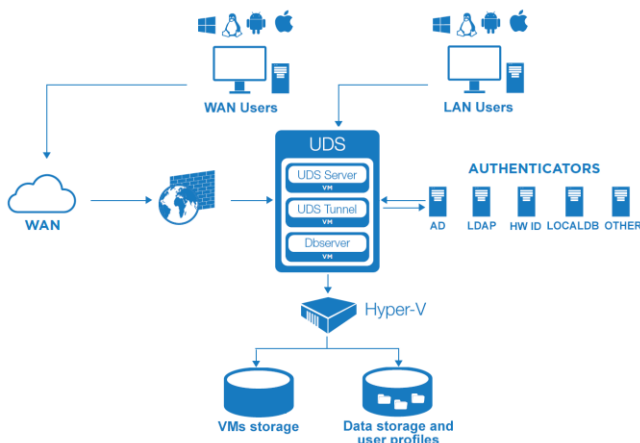 WAN Users
LAN Users
UDS
UDS Server
VM
UDS Tunnel
VM
Dbserver
VM
AUTHENTICATORS
AD
LDAP
HW ID
LOCALDB
OTHER
WAN
Hyper-V
VMs storage
Data storage and
user profiles